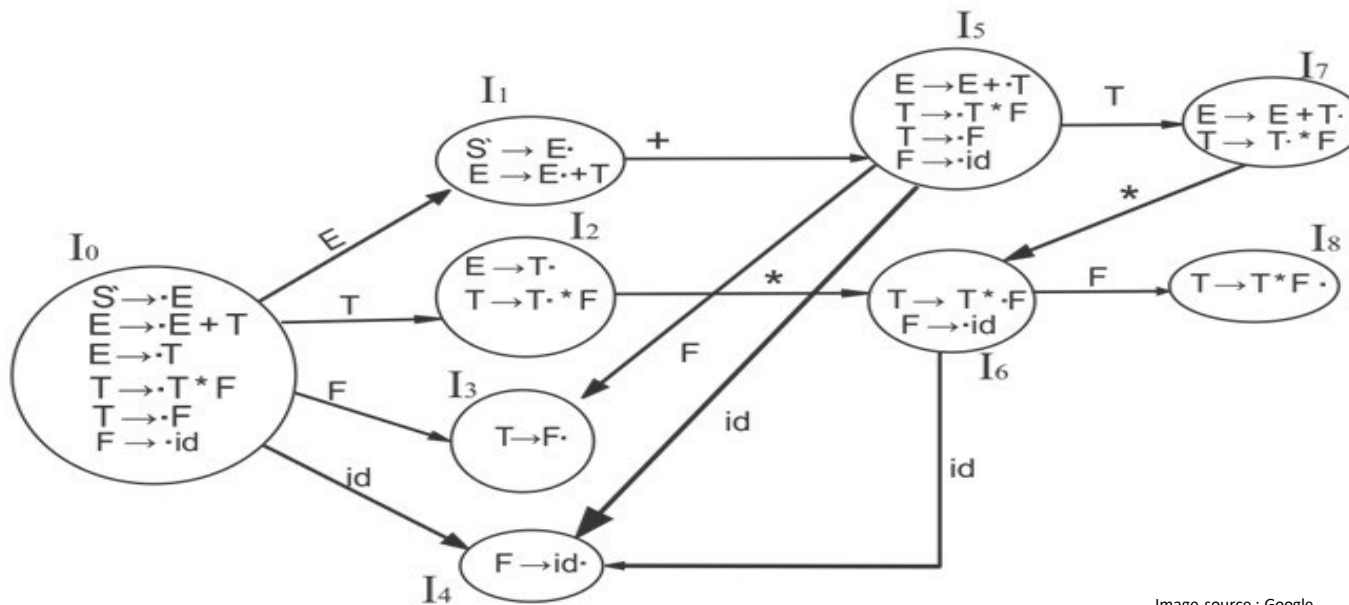 I5
E → E + ·T
T → ·T * F
T → ·F
F → ·id
T
I7
E → E + T·
T → T· * F
I1
S` → E·
E → E· + T
+
*
I0
S` → ·E
E → ·E + T
E → ·T
T → ·T * F
T → ·F
F → ·id
E
I2
E → T·
T → T· * F
T
*
T → T * ·F
F → ·id
I6
F
I8
T → T * F ·
F
I3
T → F·
F
id
id
id
I4
F → id·
Image source : Google